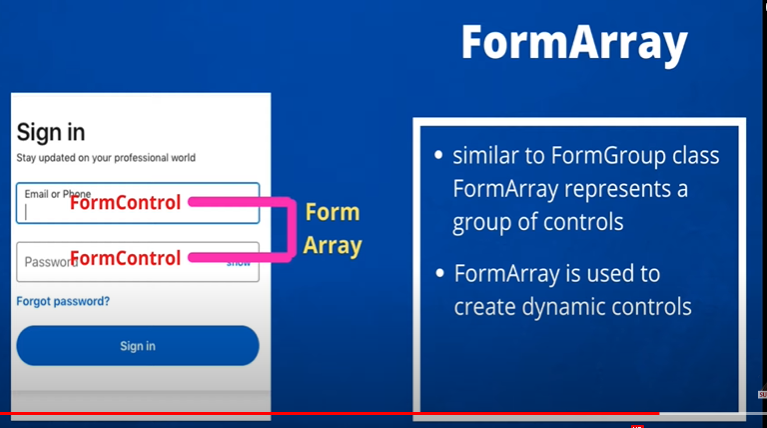 FormArray
Sign in
Stay updated on your professional world
Email or Phone
FormControl
Password
FormControl
show
Forgot password?
Sign in
Form
Array
• similar to FormGroup class
FormArray represents a
group of controls
• FormArray is used to
create dynamic controls